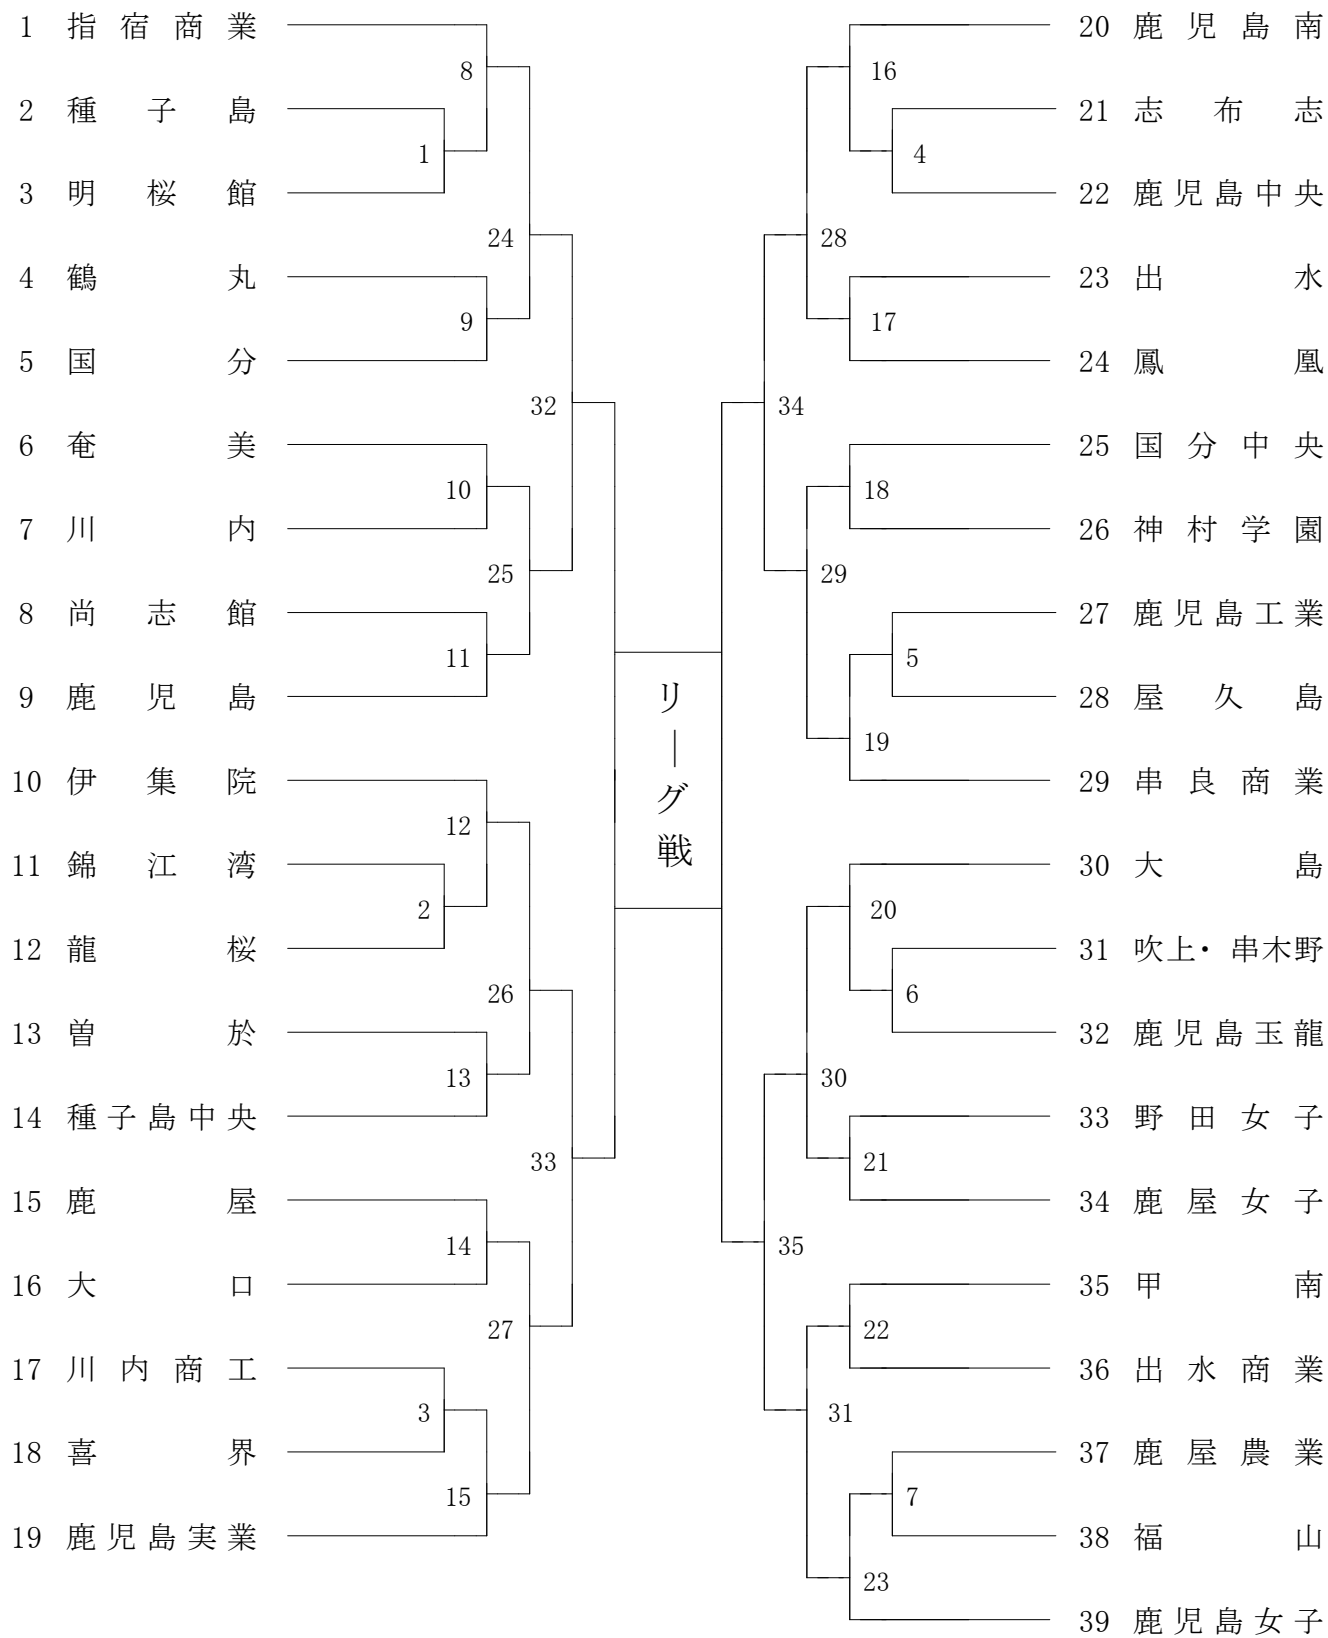 1 指宿商業
8
2 種子島
1
3 明桜館
24
4 鶴丸
9
5 国分
32
6 奄美
10
7 川内
25
8 尚志館
11
9 鹿児島
10 伊集院
12
11 錦江湾
2
12 龍桜
26
13 曽於
13
14 種子島中央
33
15 鹿屋
14
16 大口
27
17 川内商工
3
18 喜界
15
19 鹿児島実業
リーグ戦
20 鹿児島南
16
21 志布志
4
22 鹿児島中央
28
23 出水
17
24 鳳凰
34
25 国分中央
18
26 神村学園
29
27 鹿児島工業
5
28 屋久島
19
29 串良商業
30 大島
20
31 吹上・串木野
6
32 鹿児島玉龍
30
33 野田女子
21
34 鹿屋女子
35
35 甲南
22
36 出水商業
31
37 鹿屋農業
7
38 福山
23
39 鹿児島女子